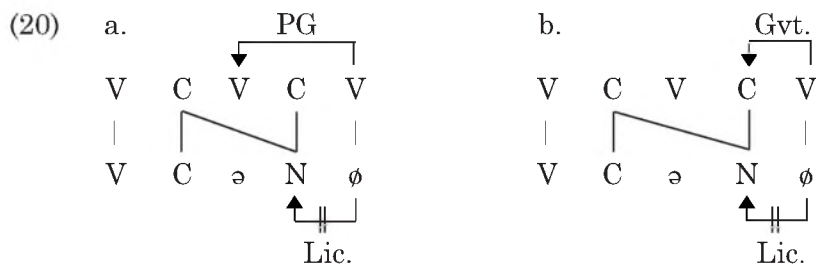 (20) a. PG b. Gvt.
V C V C V V C V C V
V C ə N ø V C ə N ø
Lic. Lic.